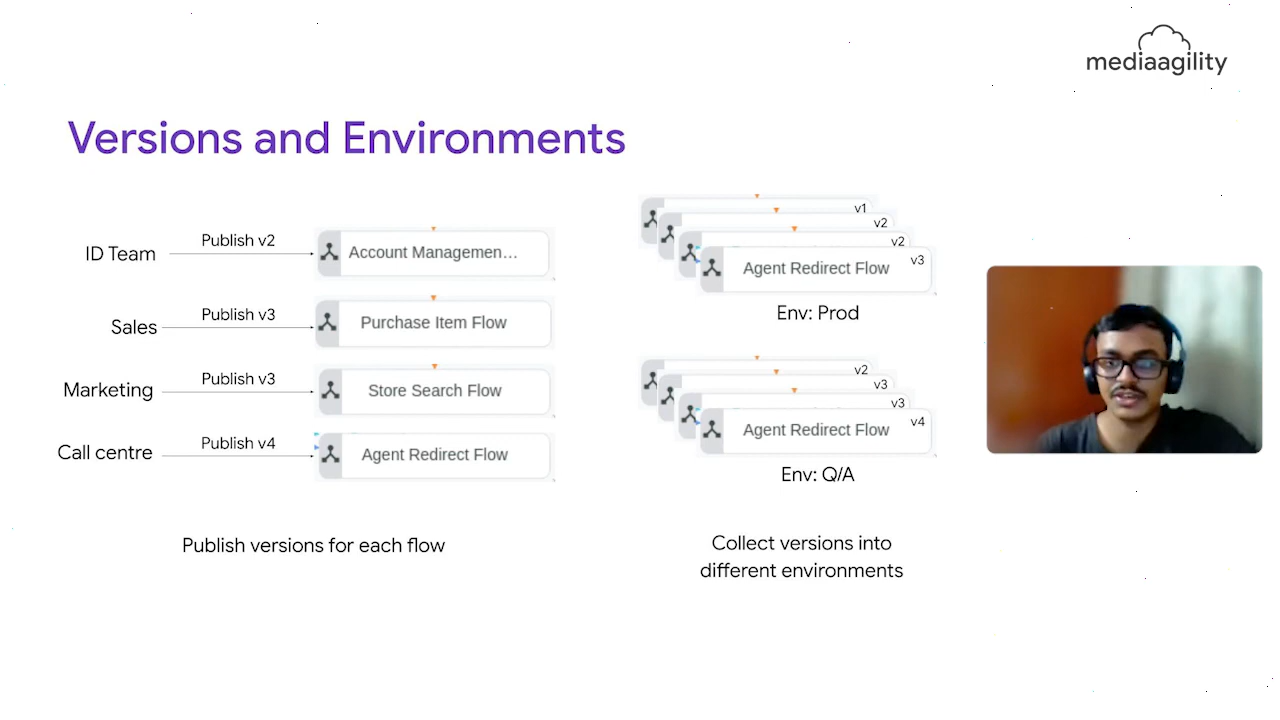 mediaagility
Versions and Environments
ID Team
Publish v2
Account Managemen...
Sales
Publish v3
Purchase Item Flow
Marketing
Publish v3
Store Search Flow
Call centre
Publish v4
Agent Redirect Flow
Publish versions for each flow
v1
v2
v2
v3
Agent Redirect Flow
Env: Prod
v2
v3
v3
v4
Agent Redirect Flow
Env: Q/A
Collect versions into
different environments